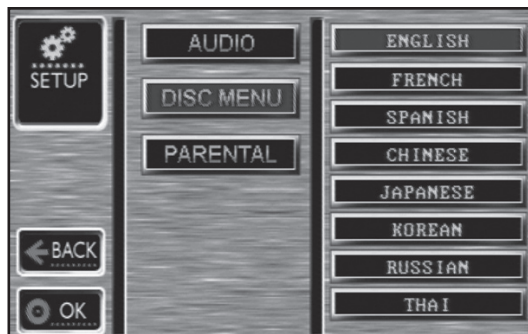 SETUP
BACK
OK
AUDIO
DISC MENU
PARENTAL
ENGLISH
FRENCH
SPANISH
CHINESE
JAPANESE
KOREAN
RUSSIAN
THAI